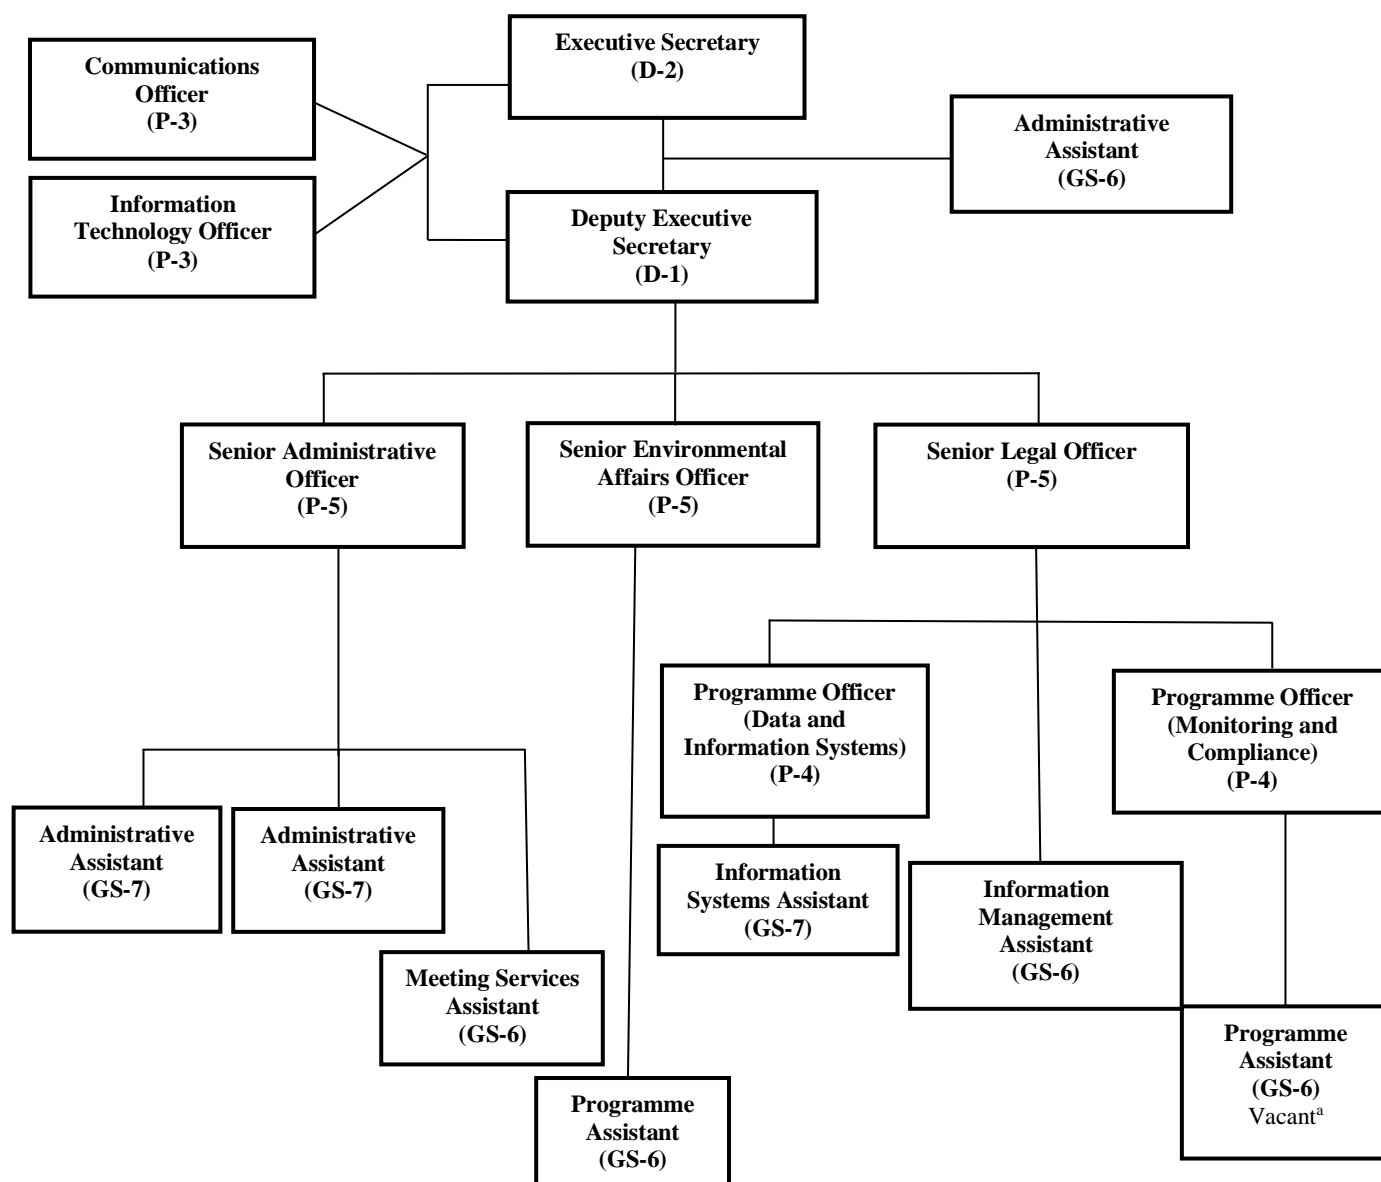 Executive Secretary
(D-2)
Communications
Officer
(P-3)
Administrative
Assistant
(GS-6)
Information
Technology Officer
(P-3)
Deputy Executive
Secretary
(D-1)
Senior Administrative
Officer
(P-5)
Senior Environmental
Affairs Officer
(P-5)
Senior Legal Officer
(P-5)
Programme Officer
(Data and
Information Systems)
(P-4)
Programme Officer
(Monitoring and
Compliance)
(P-4)
Administrative
Assistant
(GS-7)
Administrative
Assistant
(GS-7)
Information
Systems Assistant
(GS-7)
Information
Management
Assistant
(GS-6)
Meeting Services
Assistant
(GS-6)
Programme
Assistant
(GS-6)
Vacantᵃ
Programme
Assistant
(GS-6)